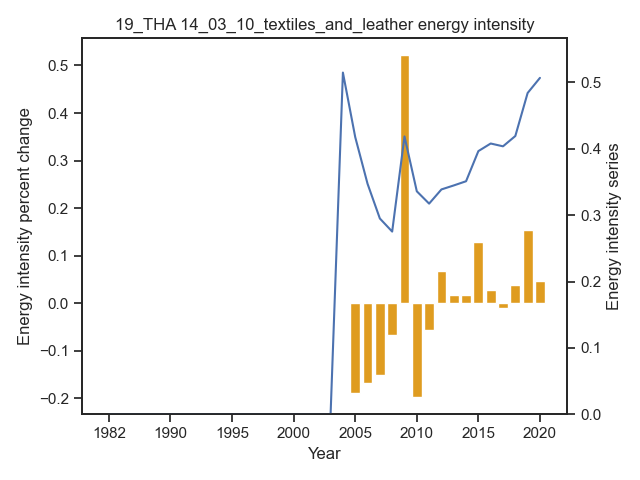 19_THA 14_03_10_textiles_and_leather energy intensity
Energy intensity percent change
0.5
0.4
0.3
0.2
0.1
0.0
−0.1
−0.2
0.5
0.4
0.3
0.2
0.1
0.0
Energy intensity series
1982 1990 1995 2000 2005 2010 2015 2020
Year